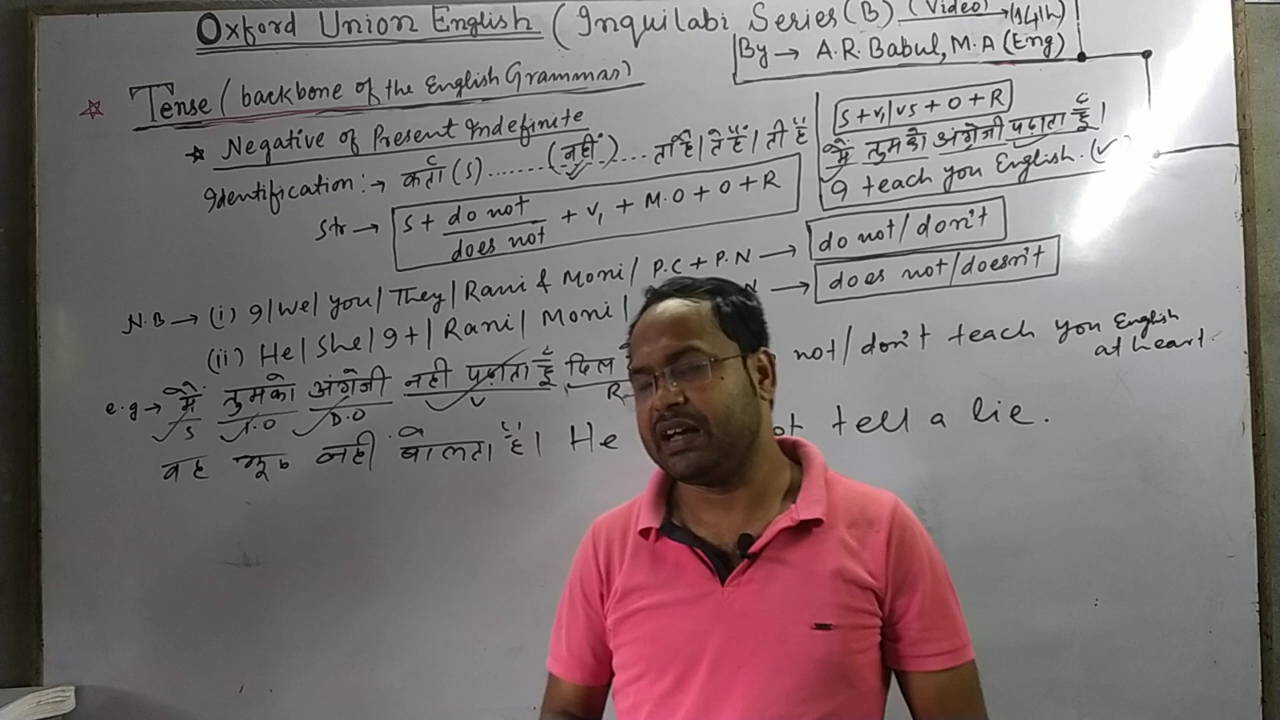 Oxford Union English (Inquilabi Series (B) (Video) → (14th)
By → A.R. Babul, M.A (Eng)
☆ Tense (backbone of the English Grammar)
* Negative of Present Indefinite
Identification :→ कर्ता (S) ....... (नहीं) .... ता है। ते हैं। ती है
Str → S + do not / does not + V1 + M.O + O + R
S + V1/V5 + O + R
मैं तुमको अंग्रेजी पढ़ाता हूँ।
I teach you English. (✓)
N.B → (i) I/We/You/They/Rani & Moni/ P.C + P.N → do not/don't
(ii) He/She/It/Rani/Moni/ N → does not/doesn't
e.g → मैं तुमको अंग्रेजी नही पढ़ाता हूँ दिल not/don't teach you English at heart.
S I.O D.O V R
वह झूठ नही बोलता है। He tell a lie.